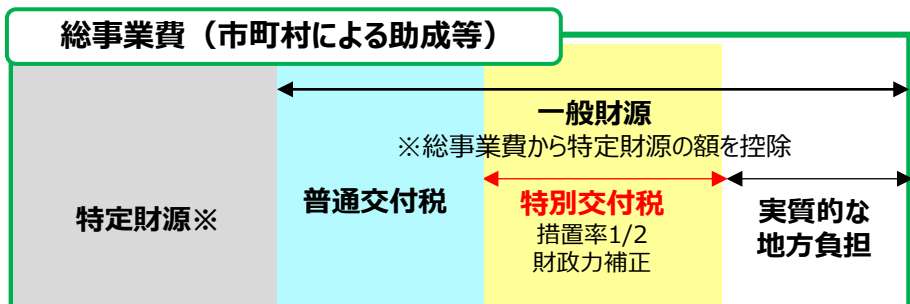 総事業費（市町村による助成等）
一般財源
※総事業費から特定財源の額を控除
特定財源※
普通交付税
特別交付税
措置率1/2
財政力補正
実質的な
地方負担